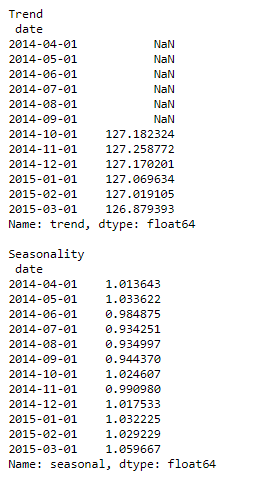 Trend
 date
2014-04-01           NaN
2014-05-01           NaN
2014-06-01           NaN
2014-07-01           NaN
2014-08-01           NaN
2014-09-01           NaN
2014-10-01    127.182324
2014-11-01    127.258772
2014-12-01    127.170201
2015-01-01    127.069634
2015-02-01    127.019105
2015-03-01    126.879393
Name: trend, dtype: float64

Seasonality
 date
2014-04-01    1.013643
2014-05-01    1.033622
2014-06-01    0.984875
2014-07-01    0.934251
2014-08-01    0.934997
2014-09-01    0.944370
2014-10-01    1.024607
2014-11-01    0.990980
2014-12-01    1.017533
2015-01-01    1.032225
2015-02-01    1.029229
2015-03-01    1.059667
Name: seasonal, dtype: float64